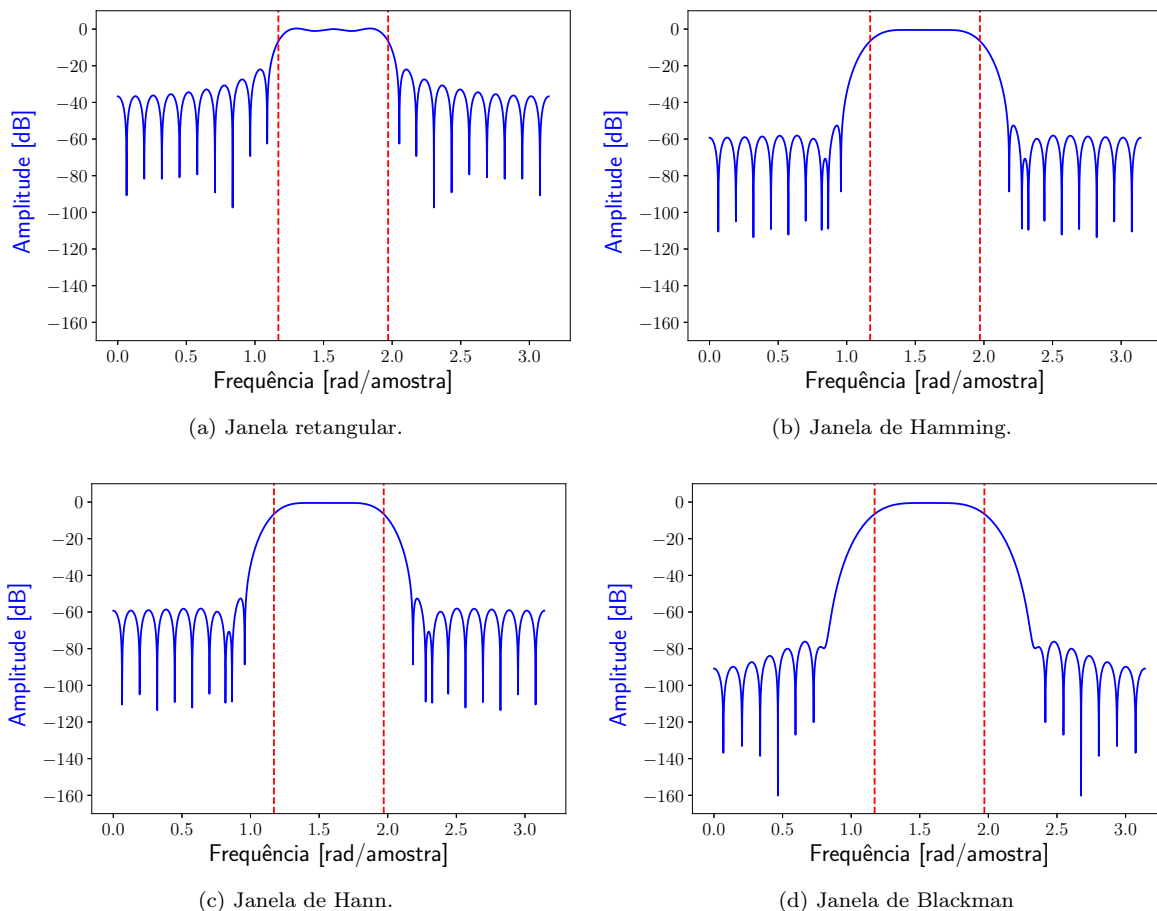 0
−20
−40
−60
−80
−100
−120
−140
−160
Amplitude [dB]
0.0 0.5 1.0 1.5 2.0 2.5 3.0
Frequência [rad/amostra]
(a) Janela retangular.
0
−20
−40
−60
−80
−100
−120
−140
−160
Amplitude [dB]
0.0 0.5 1.0 1.5 2.0 2.5 3.0
Frequência [rad/amostra]
(b) Janela de Hamming.
0
−20
−40
−60
−80
−100
−120
−140
−160
Amplitude [dB]
0.0 0.5 1.0 1.5 2.0 2.5 3.0
Frequência [rad/amostra]
(c) Janela de Hann.
0
−20
−40
−60
−80
−100
−120
−140
−160
Amplitude [dB]
0.0 0.5 1.0 1.5 2.0 2.5 3.0
Frequência [rad/amostra]
(d) Janela de Blackman